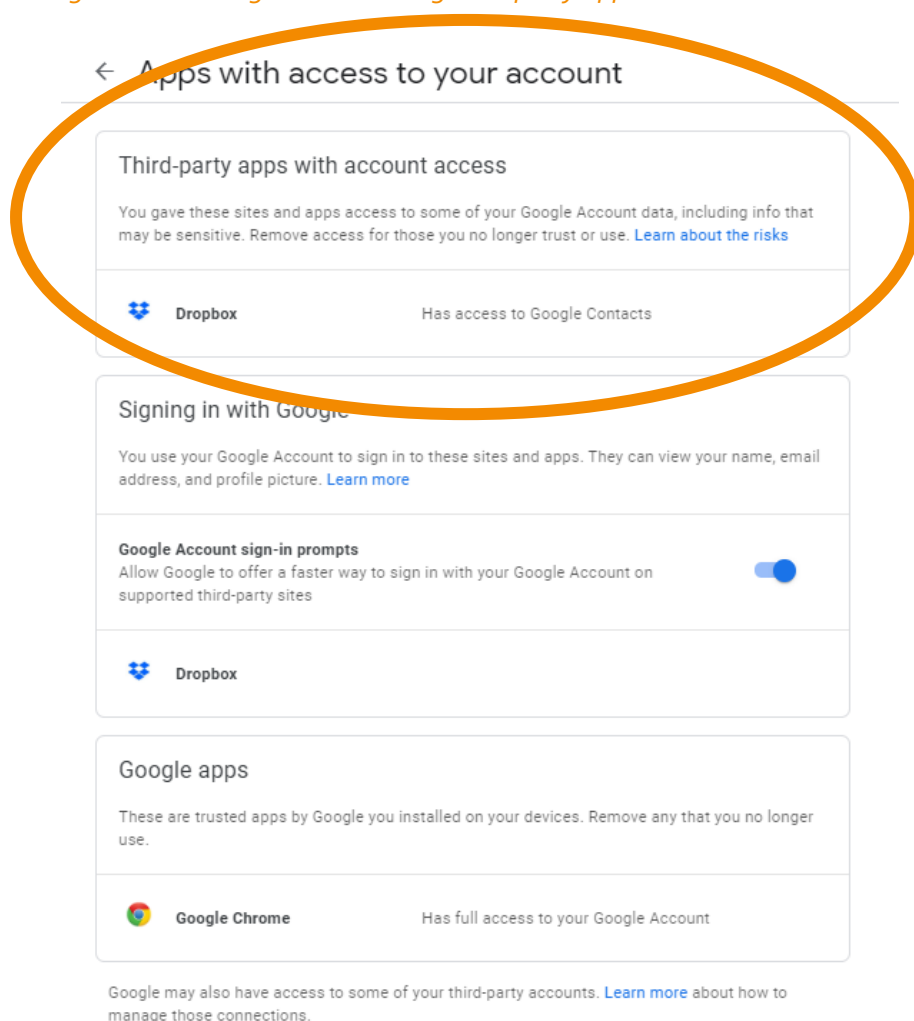 ← Apps with access to your account
Third-party apps with account access
You gave these sites and apps access to some of your Google Account data, including info that
may be sensitive. Remove access for those you no longer trust or use. Learn about the risks
Dropbox Has access to Google Contacts
Signing in with Google
You use your Google Account to sign in to these sites and apps. They can view your name, email
address, and profile picture. Learn more
Google Account sign-in prompts
Allow Google to offer a faster way to sign in with your Google Account on
supported third-party sites
Dropbox
Google apps
These are trusted apps by Google you installed on your devices. Remove any that you no longer
use.
Google Chrome Has full access to your Google Account
Google may also have access to some of your third-party accounts. Learn more about how to
manage those connections.